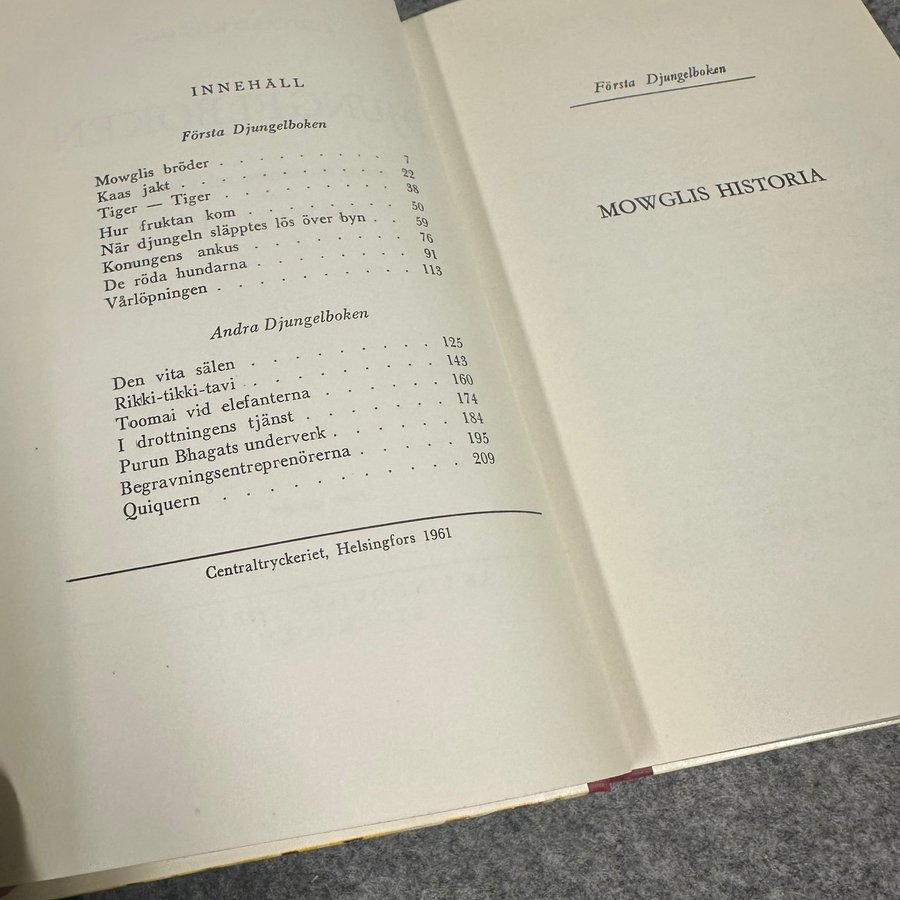 INNEHÅLL
Första Djungelboken
Mowglis bröder . . . . . . . . . 7
Kaas jakt . . . . . . . . . . 22
Tiger — Tiger . . . . . . . . 38
Hur fruktan kom . . . . . . . . 50
När djungeln släpptes lös över byn . . 59
Konungens ankus . . . . . . . . 76
De röda hundarna . . . . . . . . 91
Vårlöpningen . . . . . . . . . 113
Andra Djungelboken
Den vita sälen . . . . . . . . . 125
Rikki-tikki-tavi . . . . . . . . . 143
Toomai vid elefanterna . . . . . . 160
I drottningens tjänst . . . . . . . 174
Purun Bhagats underverk . . . . . . 184
Begravningsentreprenörerna . . . . . 195
Quiquern . . . . . . . . . . 209
Centraltryckeriet, Helsingfors 1961
Första Djungelboken
MOWGLIS HISTORIA